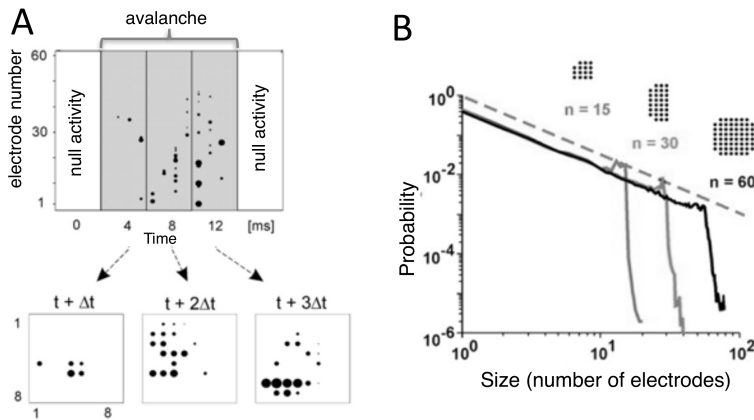 A
avalanche
electrode number
60
30
1
null activity
null activity
0 4 8 12 [ms]
Time
t + Δt t + 2Δt t + 3Δt
1
8
1 8
B
Probability
10⁰
10⁻²
10⁻⁴
10⁻⁶
n = 15
n = 30
n = 60
10⁰ 10¹ 10²
Size (number of electrodes)